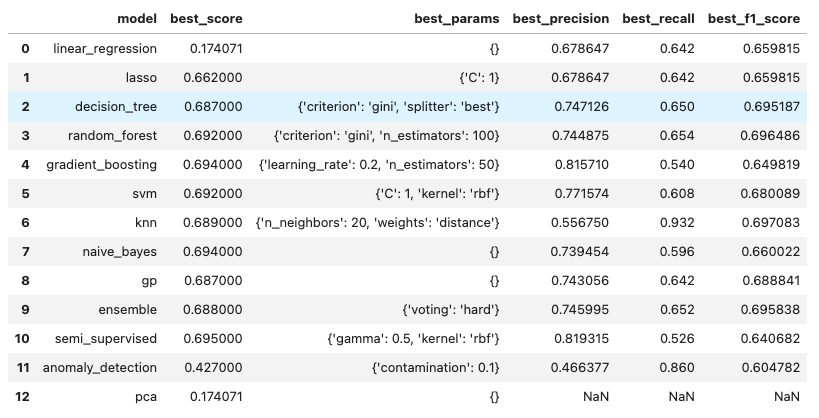 model best_score best_params best_precision best_recall best_f1_score
0 linear_regression 0.174071 {} 0.678647 0.642 0.659815
1 lasso 0.662000 {'C': 1} 0.678647 0.642 0.659815
2 decision_tree 0.687000 {'criterion': 'gini', 'splitter': 'best'} 0.747126 0.650 0.695187
3 random_forest 0.692000 {'criterion': 'gini', 'n_estimators': 100} 0.744875 0.654 0.696486
4 gradient_boosting 0.694000 {'learning_rate': 0.2, 'n_estimators': 50} 0.815710 0.540 0.649819
5 svm 0.692000 {'C': 1, 'kernel': 'rbf'} 0.771574 0.608 0.680089
6 knn 0.689000 {'n_neighbors': 20, 'weights': 'distance'} 0.556750 0.932 0.697083
7 naive_bayes 0.694000 {} 0.739454 0.596 0.660022
8 gp 0.687000 {} 0.743056 0.642 0.688841
9 ensemble 0.688000 {'voting': 'hard'} 0.745995 0.652 0.695838
10 semi_supervised 0.695000 {'gamma': 0.5, 'kernel': 'rbf'} 0.819315 0.526 0.640682
11 anomaly_detection 0.427000 {'contamination': 0.1} 0.466377 0.860 0.604782
12 pca 0.174071 {} NaN NaN NaN